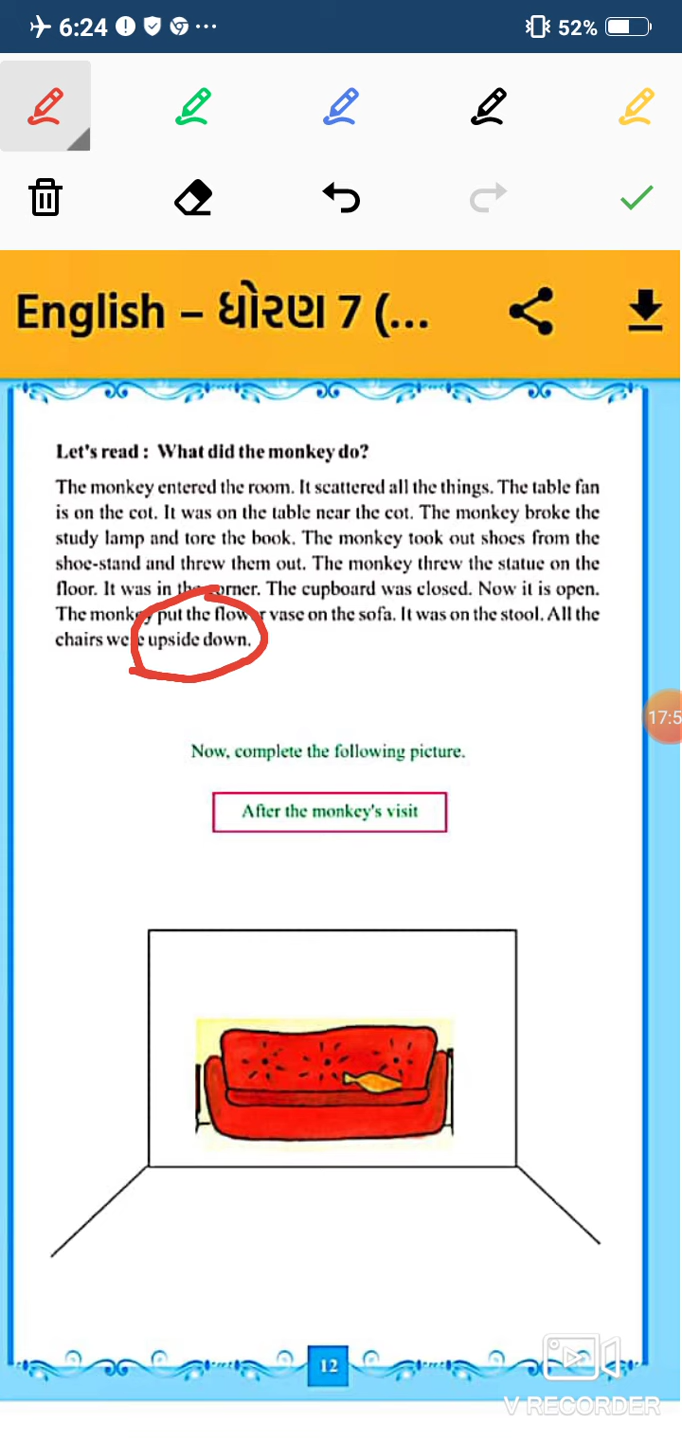 6:24
52%
English – ધોરણ 7 (...
Let's read : What did the monkey do?
The monkey entered the room. It scattered all the things. The table fan
is on the cot. It was on the table near the cot. The monkey broke the
study lamp and tore the book. The monkey took out shoes from the
shoe-stand and threw them out. The monkey threw the statue on the
floor. It was in the corner. The cupboard was closed. Now it is open.
The monkey put the flower vase on the sofa. It was on the stool. All the
chairs were upside down.
17:5
Now, complete the following picture.
After the monkey's visit
12
V RECORDER